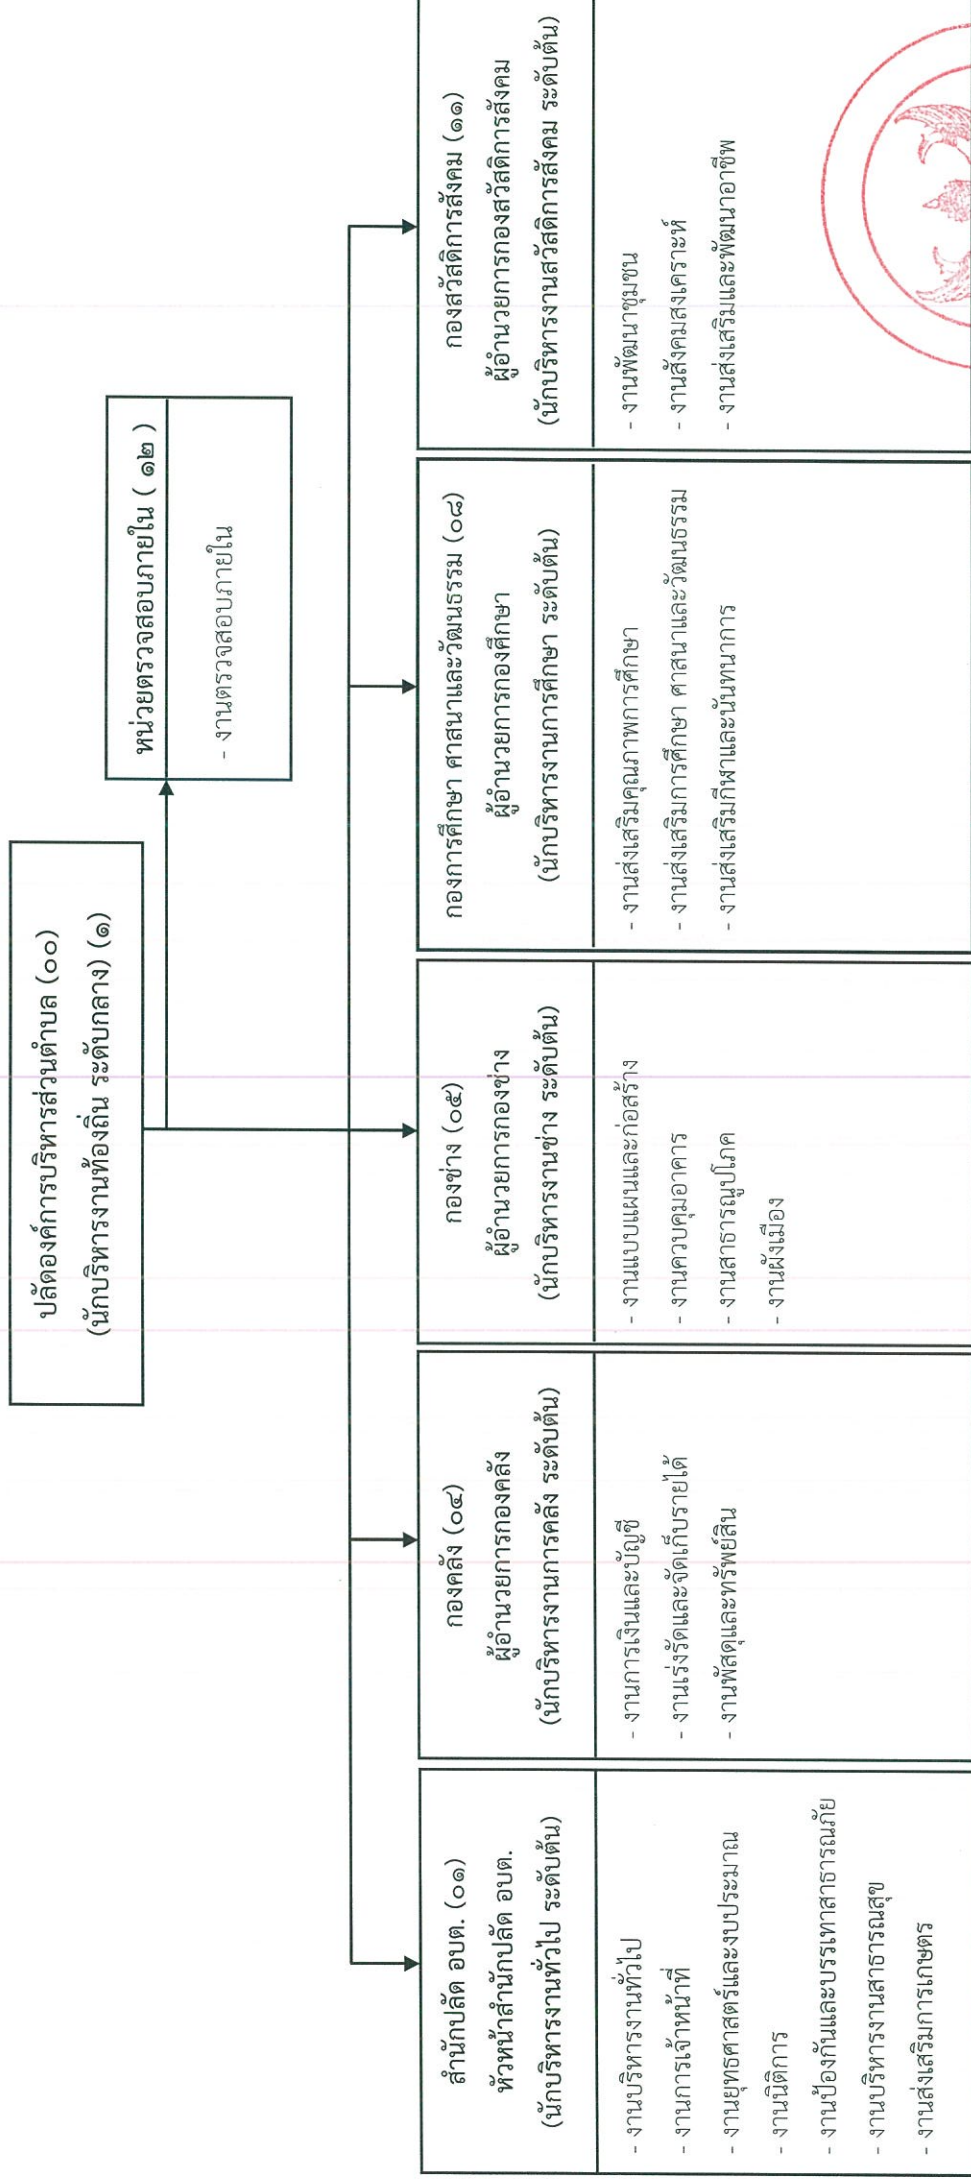 ปลัดองค์การบริหารส่วนตำบล (๐๐)
(นักบริหารงานท้องถิ่น ระดับกลาง) (๑)
หน่วยตรวจสอบภายใน ( ๑๒ )
- งานตรวจสอบภายใน
สำนักปลัด อบต. (๐๑)
หัวหน้าสำนักปลัด อบต.
(นักบริหารงานทั่วไป ระดับต้น)
- งานบริหารงานทั่วไป
- งานการเจ้าหน้าที่
- งานยุทธศาสตร์และงบประมาณ
- งานนิติการ
- งานป้องกันและบรรเทาสาธารณภัย
- งานบริหารงานสาธารณสุข
- งานส่งเสริมการเกษตร
กองคลัง (๐๔)
ผู้อำนวยการกองคลัง
(นักบริหารงานการคลัง ระดับต้น)
- งานการเงินและบัญชี
- งานเร่งรัดและจัดเก็บรายได้
- งานพัสดุและทรัพย์สิน
กองช่าง (๐๕)
ผู้อำนวยการกองช่าง
(นักบริหารงานช่าง ระดับต้น)
- งานแบบแผนและก่อสร้าง
- งานควบคุมอาคาร
- งานสาธารณูปโภค
- งานผังเมือง
กองการศึกษา ศาสนาและวัฒนธรรม (๐๘)
ผู้อำนวยการกองศึกษา
(นักบริหารงานการศึกษา ระดับต้น)
- งานส่งเสริมคุณภาพการศึกษา
- งานส่งเสริมการศึกษา ศาสนาและวัฒนธรรม
- งานส่งเสริมกีฬาและนันทนาการ
กองสวัสดิการสังคม (๑๑)
ผู้อำนวยการกองสวัสดิการสังคม
(นักบริหารงานสวัสดิการสังคม ระดับต้น)
- งานพัฒนาชุมชน
- งานสังคมสงเคราะห์
- งานส่งเสริมและพัฒนาอาชีพ